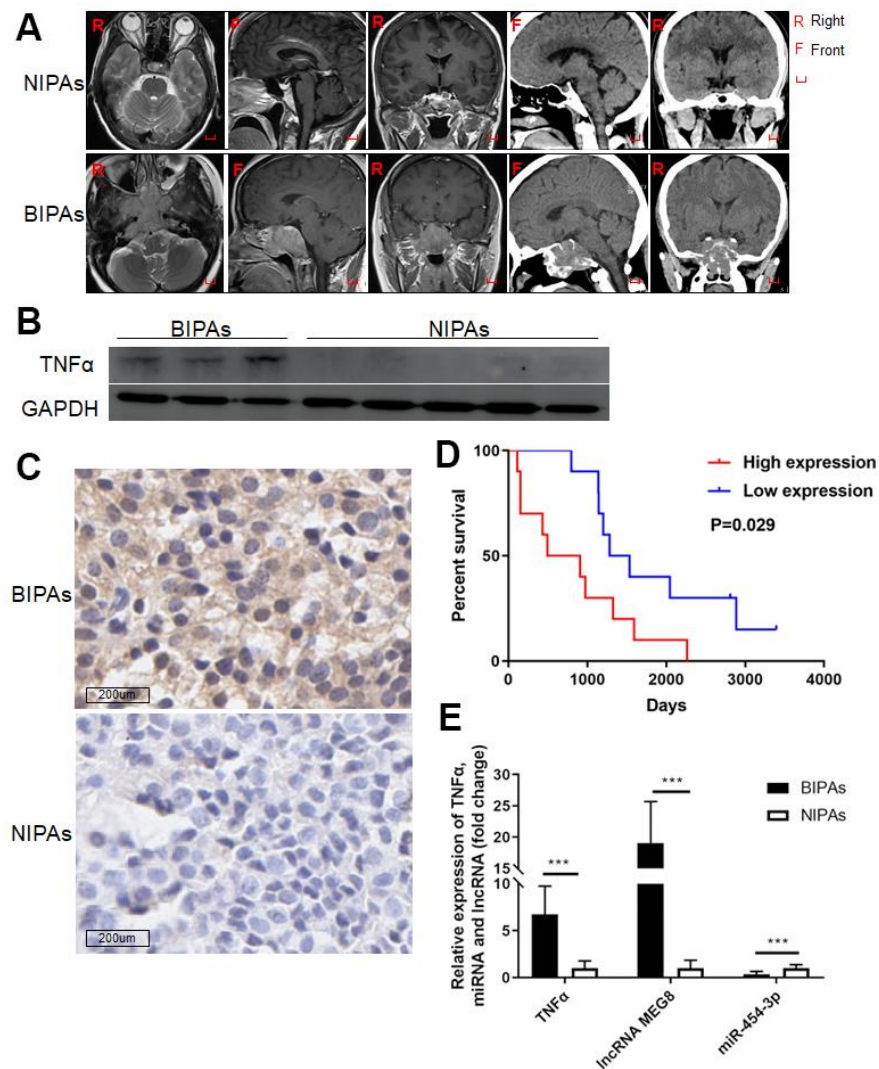 A
R
F
R
F
R
R Right
F Front
NIPAs
R
F
R
F
R
BIPAs
B
BIPAs
NIPAs
TNFα
GAPDH
C
BIPAs
200um
NIPAs
200um
D
Percent survival
100
50
0
0
1000
2000
3000
4000
Days
High expression
Low expression
P=0.029
E
Relative expression of TNFα,
miRNA and lncRNA (fold change)
30
25
20
15
10
5
0
***
***
***
BIPAs
NIPAs
TNFα
lncRNA MEG8
miR-454-3p